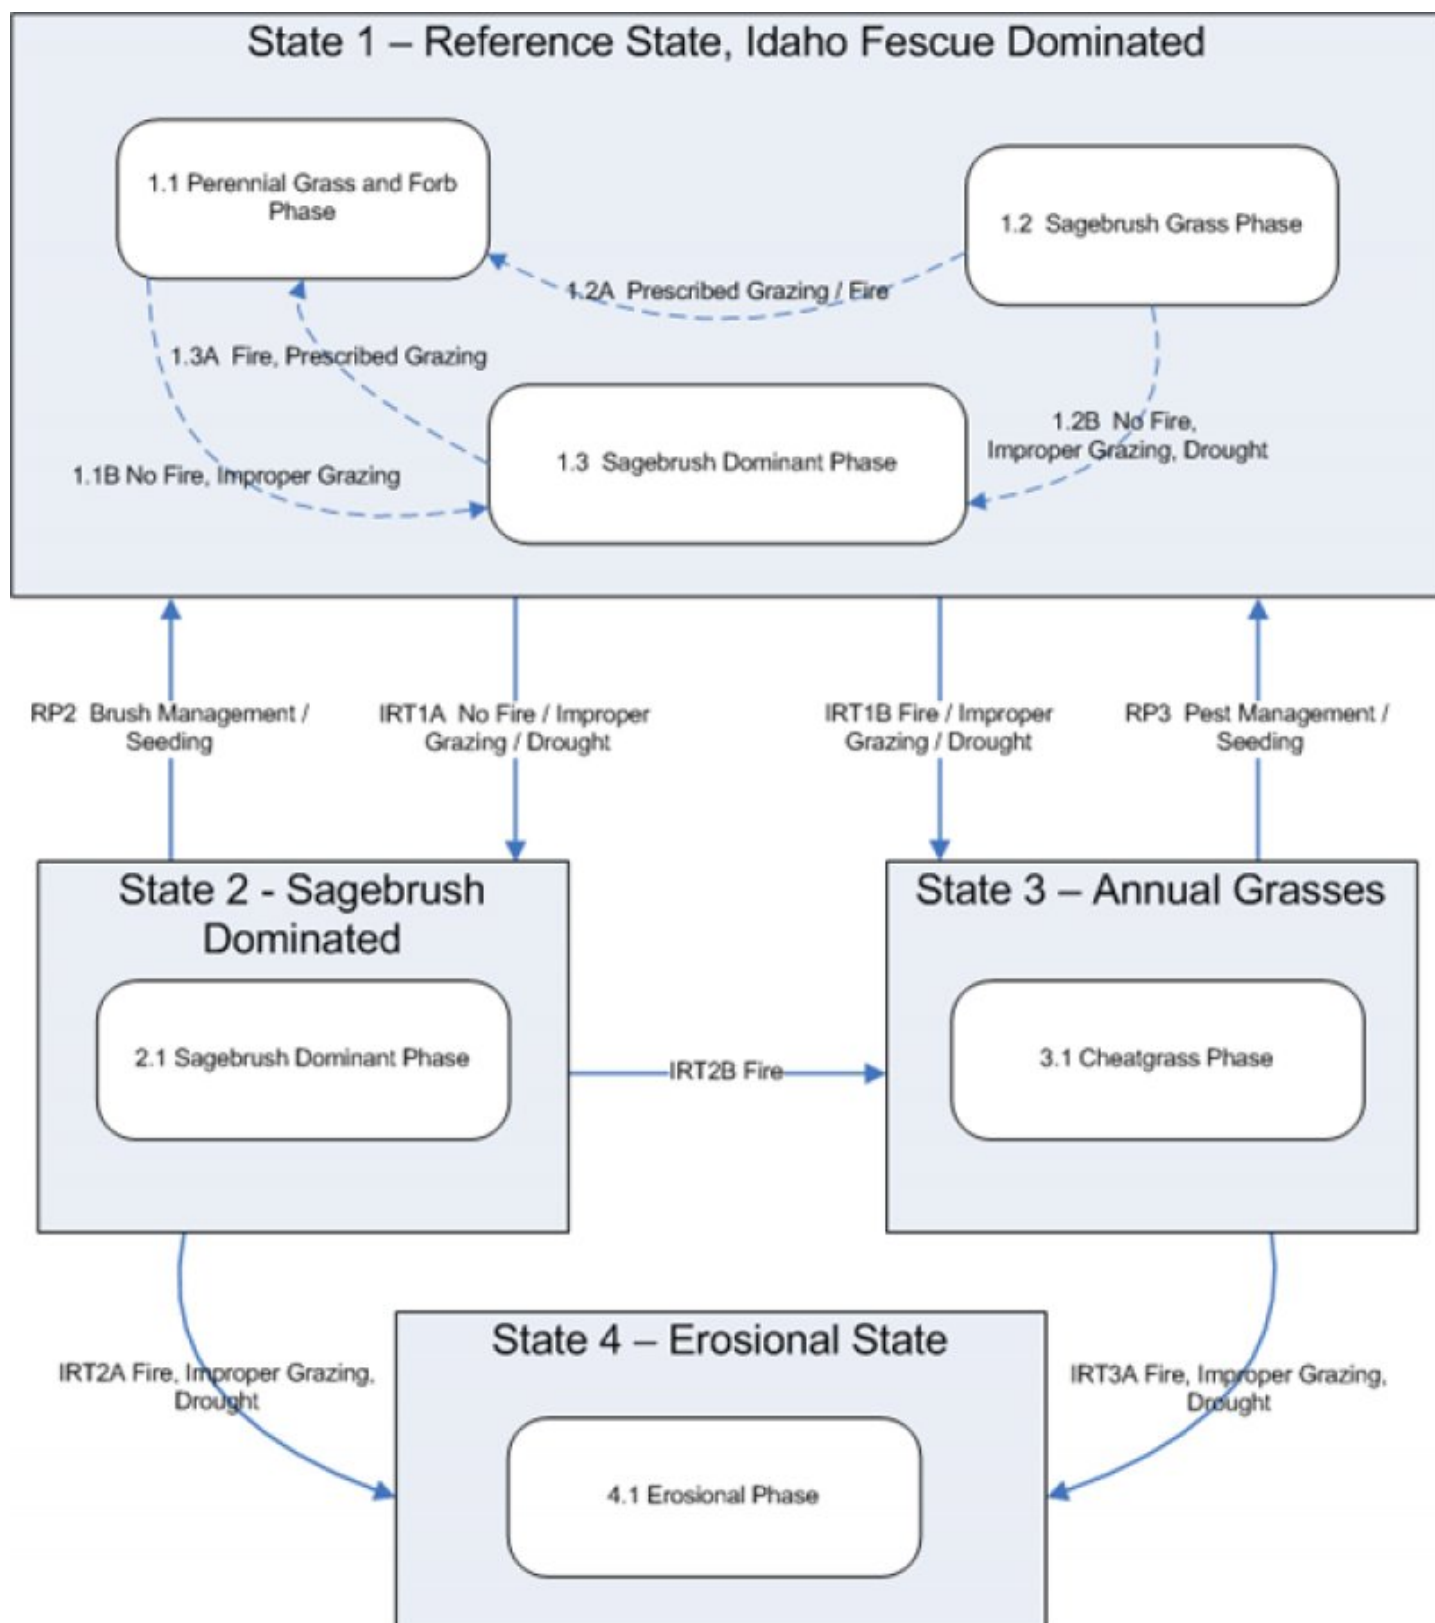 State 1 – Reference State, Idaho Fescue Dominated
1.1 Perennial Grass and Forb
Phase
1.2 Sagebrush Grass Phase
1.2A Prescribed Grazing / Fire
1.3A Fire, Prescribed Grazing
1.2B No Fire,
Improper Grazing, Drought
1.3 Sagebrush Dominant Phase
1.1B No Fire, Improper Grazing
RP2 Brush Management /
Seeding
IRT1A No Fire / Improper
Grazing / Drought
IRT1B Fire / Improper
Grazing / Drought
RP3 Pest Management /
Seeding
State 2 - Sagebrush
Dominated
State 3 – Annual Grasses
2.1 Sagebrush Dominant Phase
3.1 Cheatgrass Phase
IRT2B Fire
State 4 – Erosional State
IRT2A Fire, Improper Grazing,
Drought
IRT3A Fire, Improper Grazing,
Drought
4.1 Erosional Phase